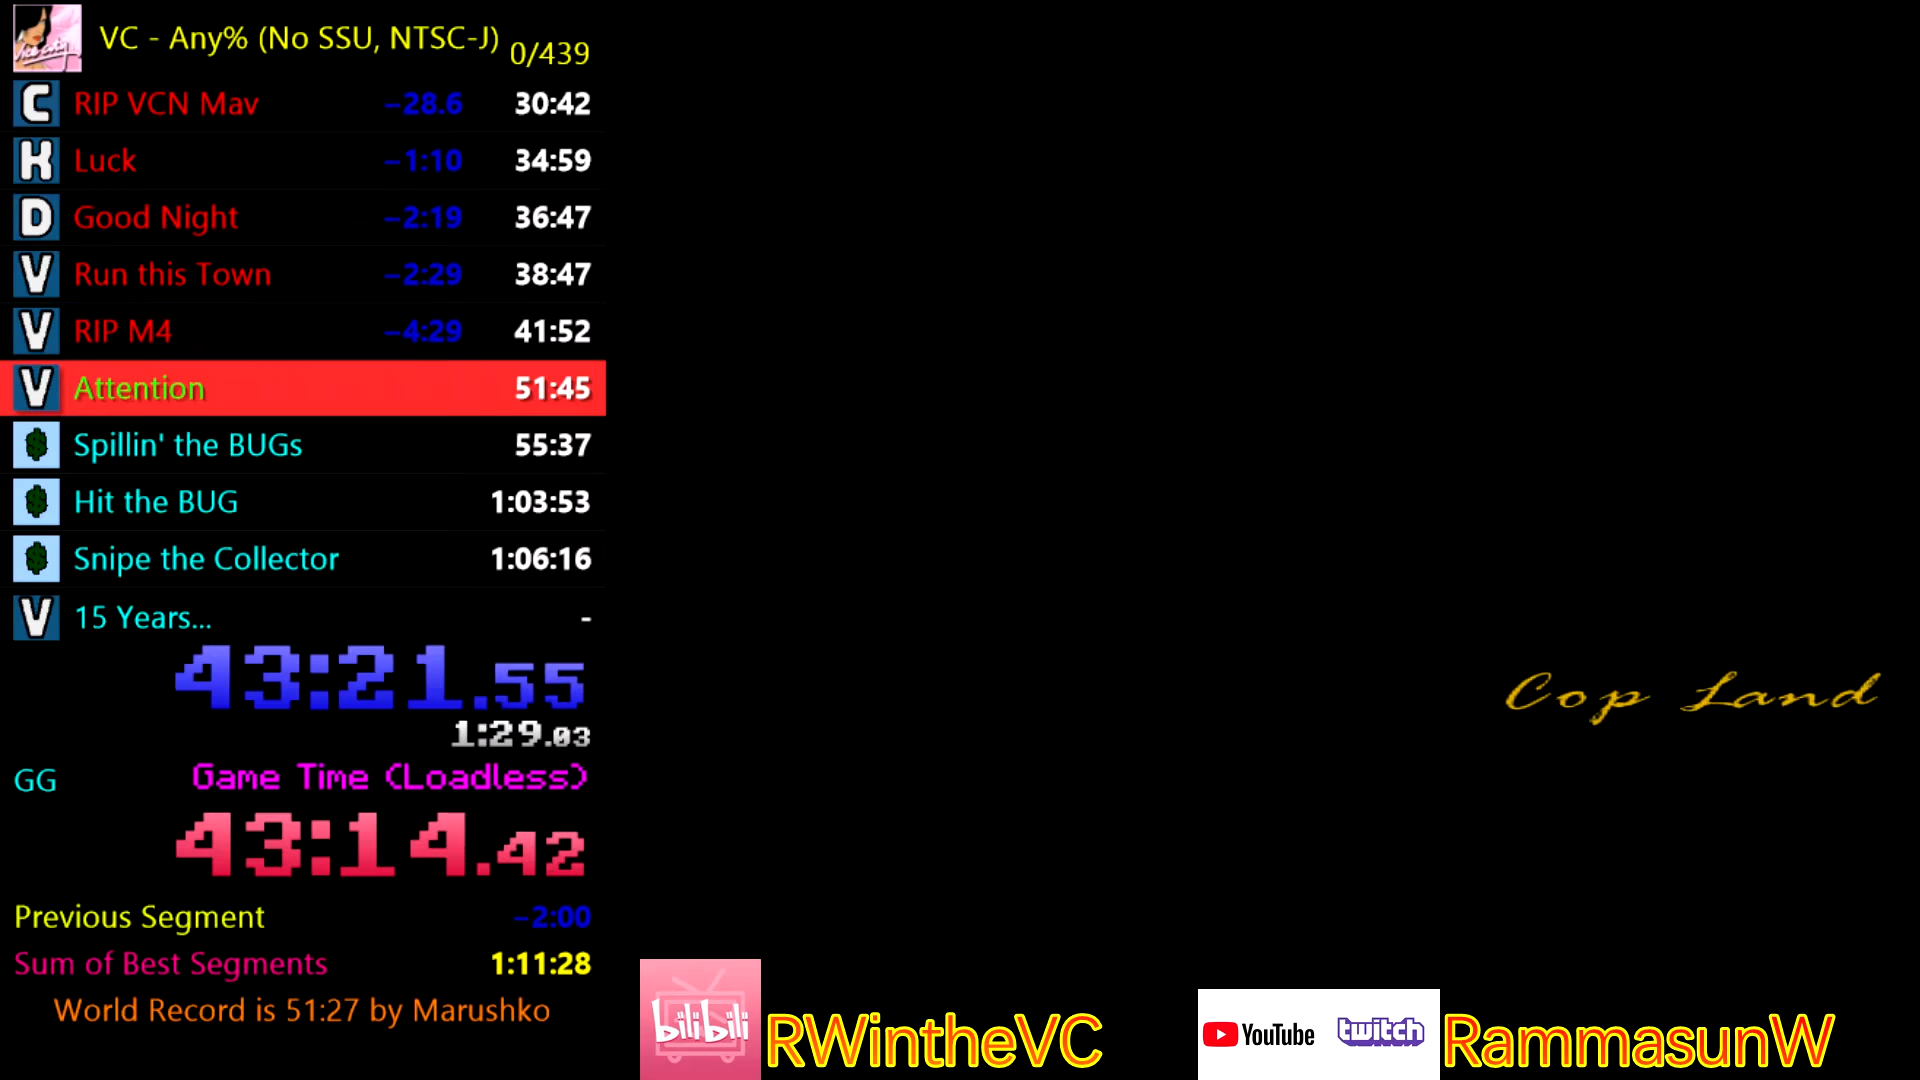 VC - Any% (No SSU, NTSC-J) 0/439
C RIP VCN Mav -28.6 30:42
K Luck -1:10 34:59
D Good Night -2:19 36:47
V Run this Town -2:29 38:47
V RIP M4 -4:29 41:52
V Attention 51:45
$ Spillin' the BUGs 55:37
$ Hit the BUG 1:03:53
$ Snipe the Collector 1:06:16
V 15 Years... -
43:21.55
1:29.03
GG Game Time (Loadless)
43:14.42
Previous Segment -2:00
Sum of Best Segments 1:11:28
World Record is 51:27 by Marushko
Cop Land
bilibili RWintheVC
YouTube twitch RammasunW